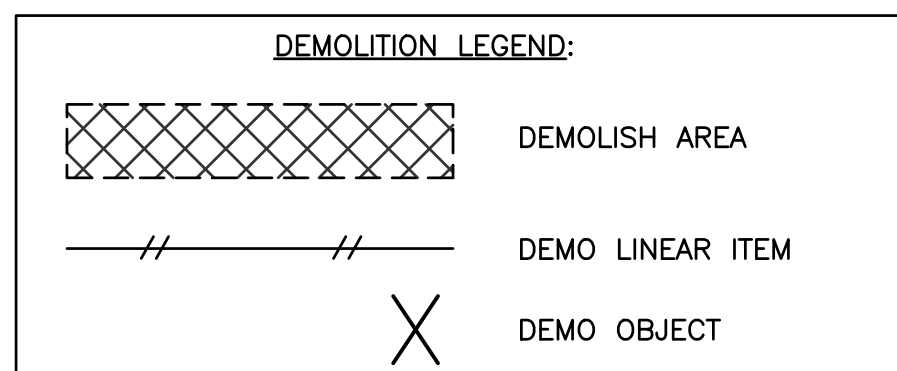 DEMOLITION LEGEND:
DEMOLISH AREA
DEMO LINEAR ITEM
DEMO OBJECT